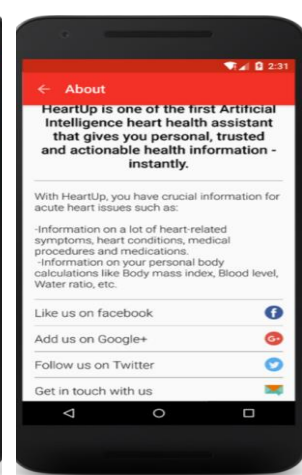 2:31
About
HeartUp is one of the first Artificial
Intelligence heart health assistant
that gives you personal, trusted
and actionable health information -
instantly.
With HeartUp, you have crucial information for
acute heart issues such as:
-Information on a lot of heart-related
symptoms, heart conditions, medical
procedures and medications.
-Information on your personal body
calculations like Body mass index, Blood level,
Water ratio, etc.
Like us on facebook
Add us on Google+
Follow us on Twitter
Get in touch with us